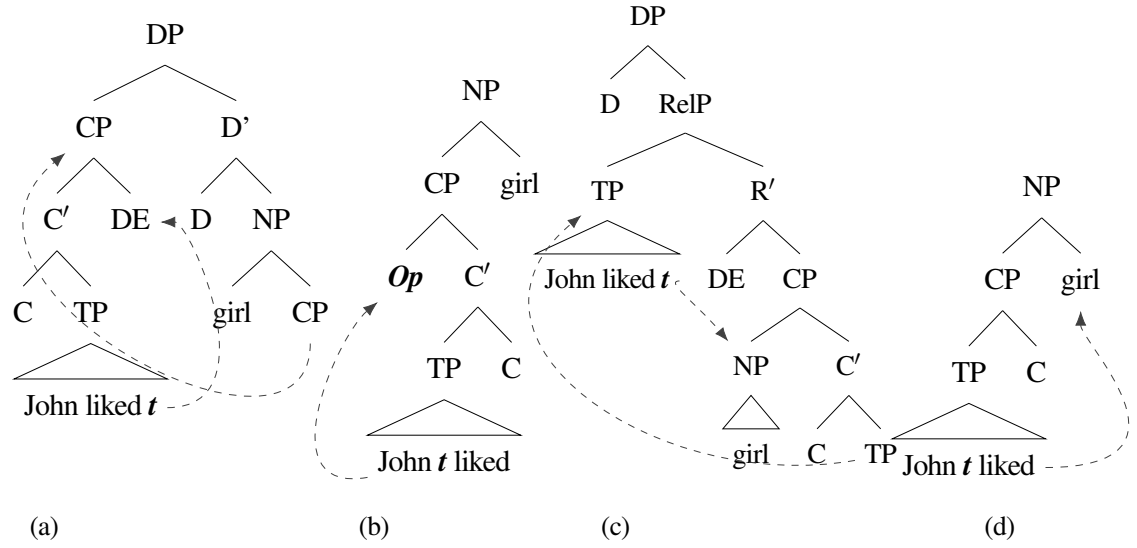 DP
CP D’
C′ DE D NP
C TP girl CP
John liked t
(a)
NP
CP girl
Op C′
TP C
John t liked
(b)
DP
D RelP
TP R′
John liked t DE CP
NP C′
girl C TP
(c)
NP
CP girl
TP C
John t liked
(d)